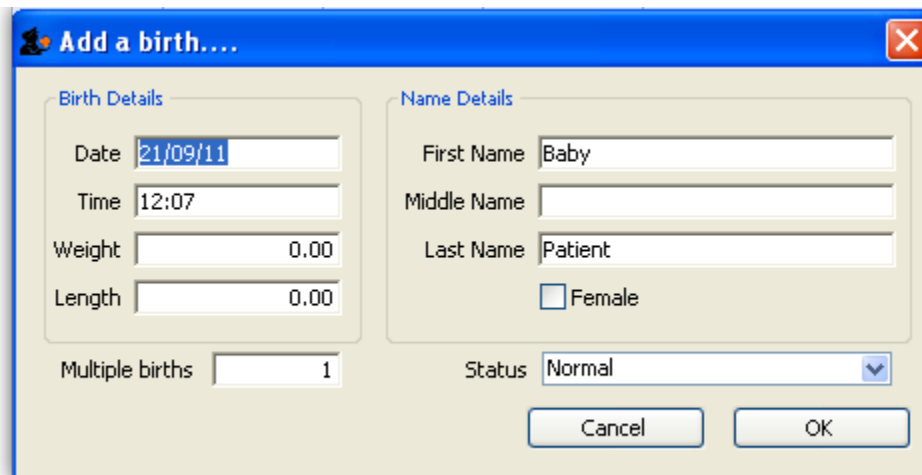 Add a birth....
Birth Details
Date 21/09/11
Time 12:07
Weight 0.00
Length 0.00
Multiple births 1
Name Details
First Name Baby
Middle Name
Last Name Patient
Female
Status Normal
Cancel OK